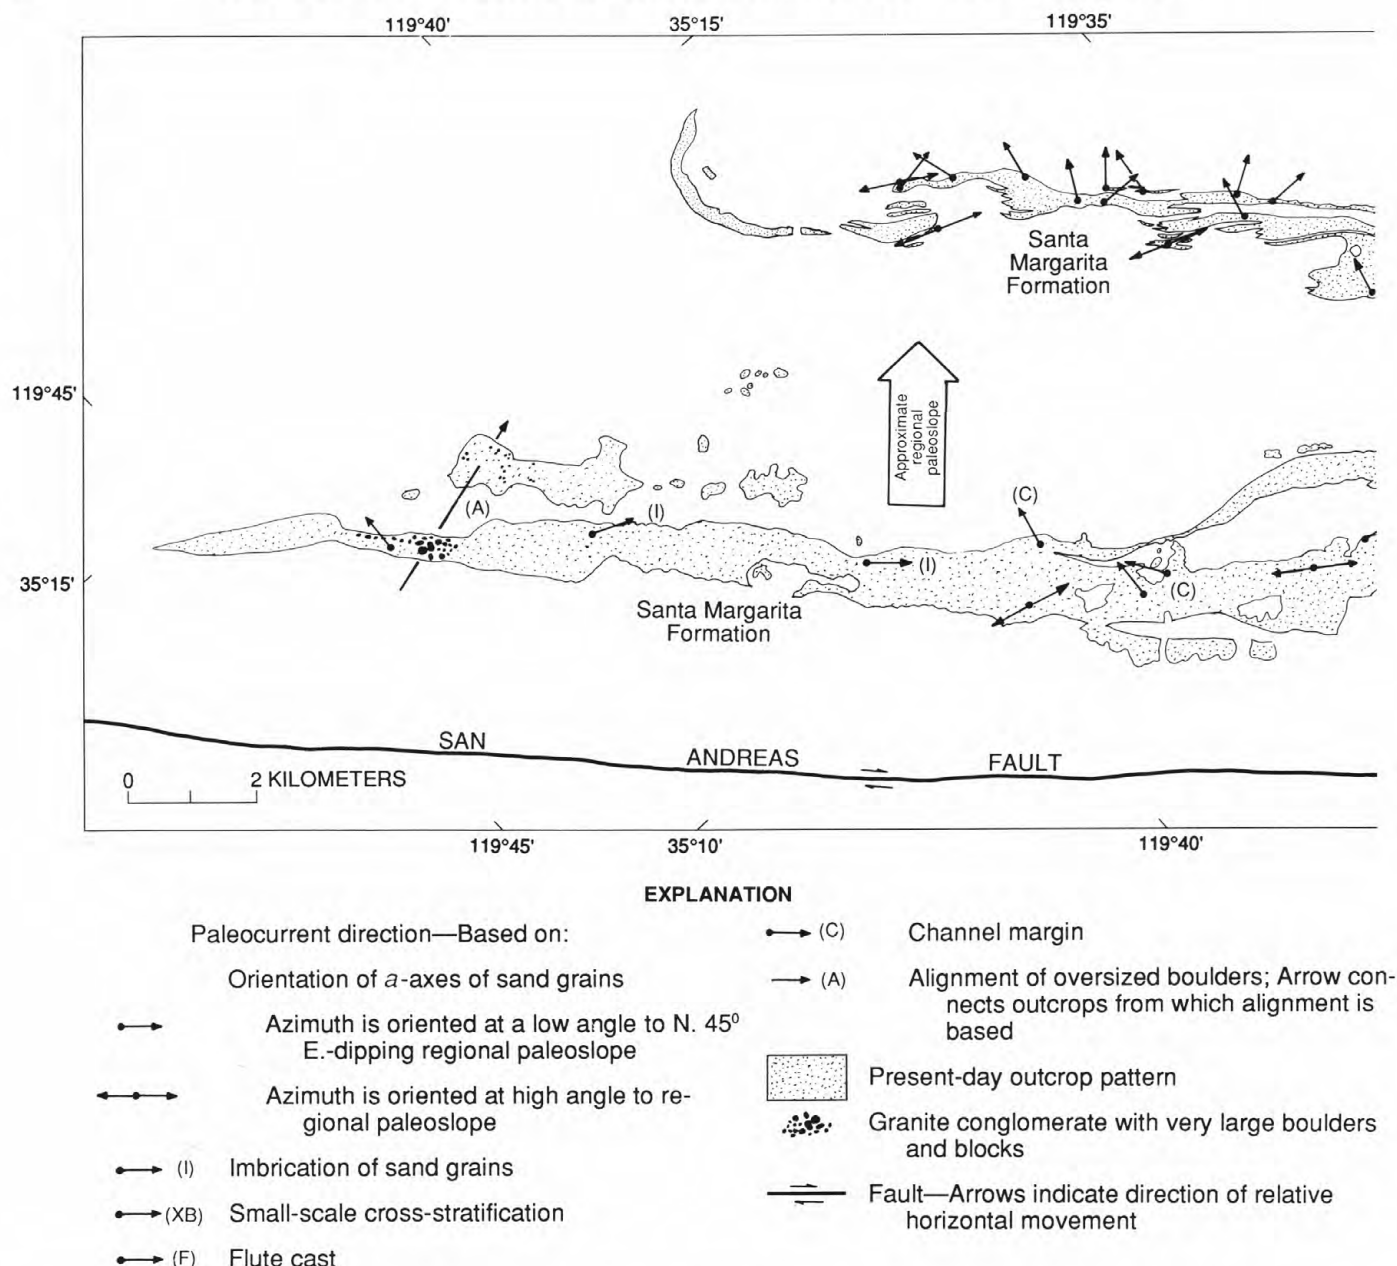 119°40'
35°15'
119°35'
Santa
Margarita
Formation
119°45'
Approximate
regional
paleoslope
(C)
(A)
(I)
(I)
(C)
35°15'
Santa Margarita
Formation
SAN
ANDREAS
FAULT
0 2 KILOMETERS
119°45'
35°10'
119°40'
EXPLANATION
Paleocurrent direction—Based on:
Orientation of a-axes of sand grains
Azimuth is oriented at a low angle to N. 45⁰
E.-dipping regional paleoslope
Azimuth is oriented at high angle to re-
gional paleoslope
(I) Imbrication of sand grains
(XB) Small-scale cross-stratification
(F) Flute cast
(C) Channel margin
(A) Alignment of oversized boulders; Arrow con-
nects outcrops from which alignment is
based
Present-day outcrop pattern
Granite conglomerate with very large boulders
and blocks
Fault—Arrows indicate direction of relative
horizontal movement